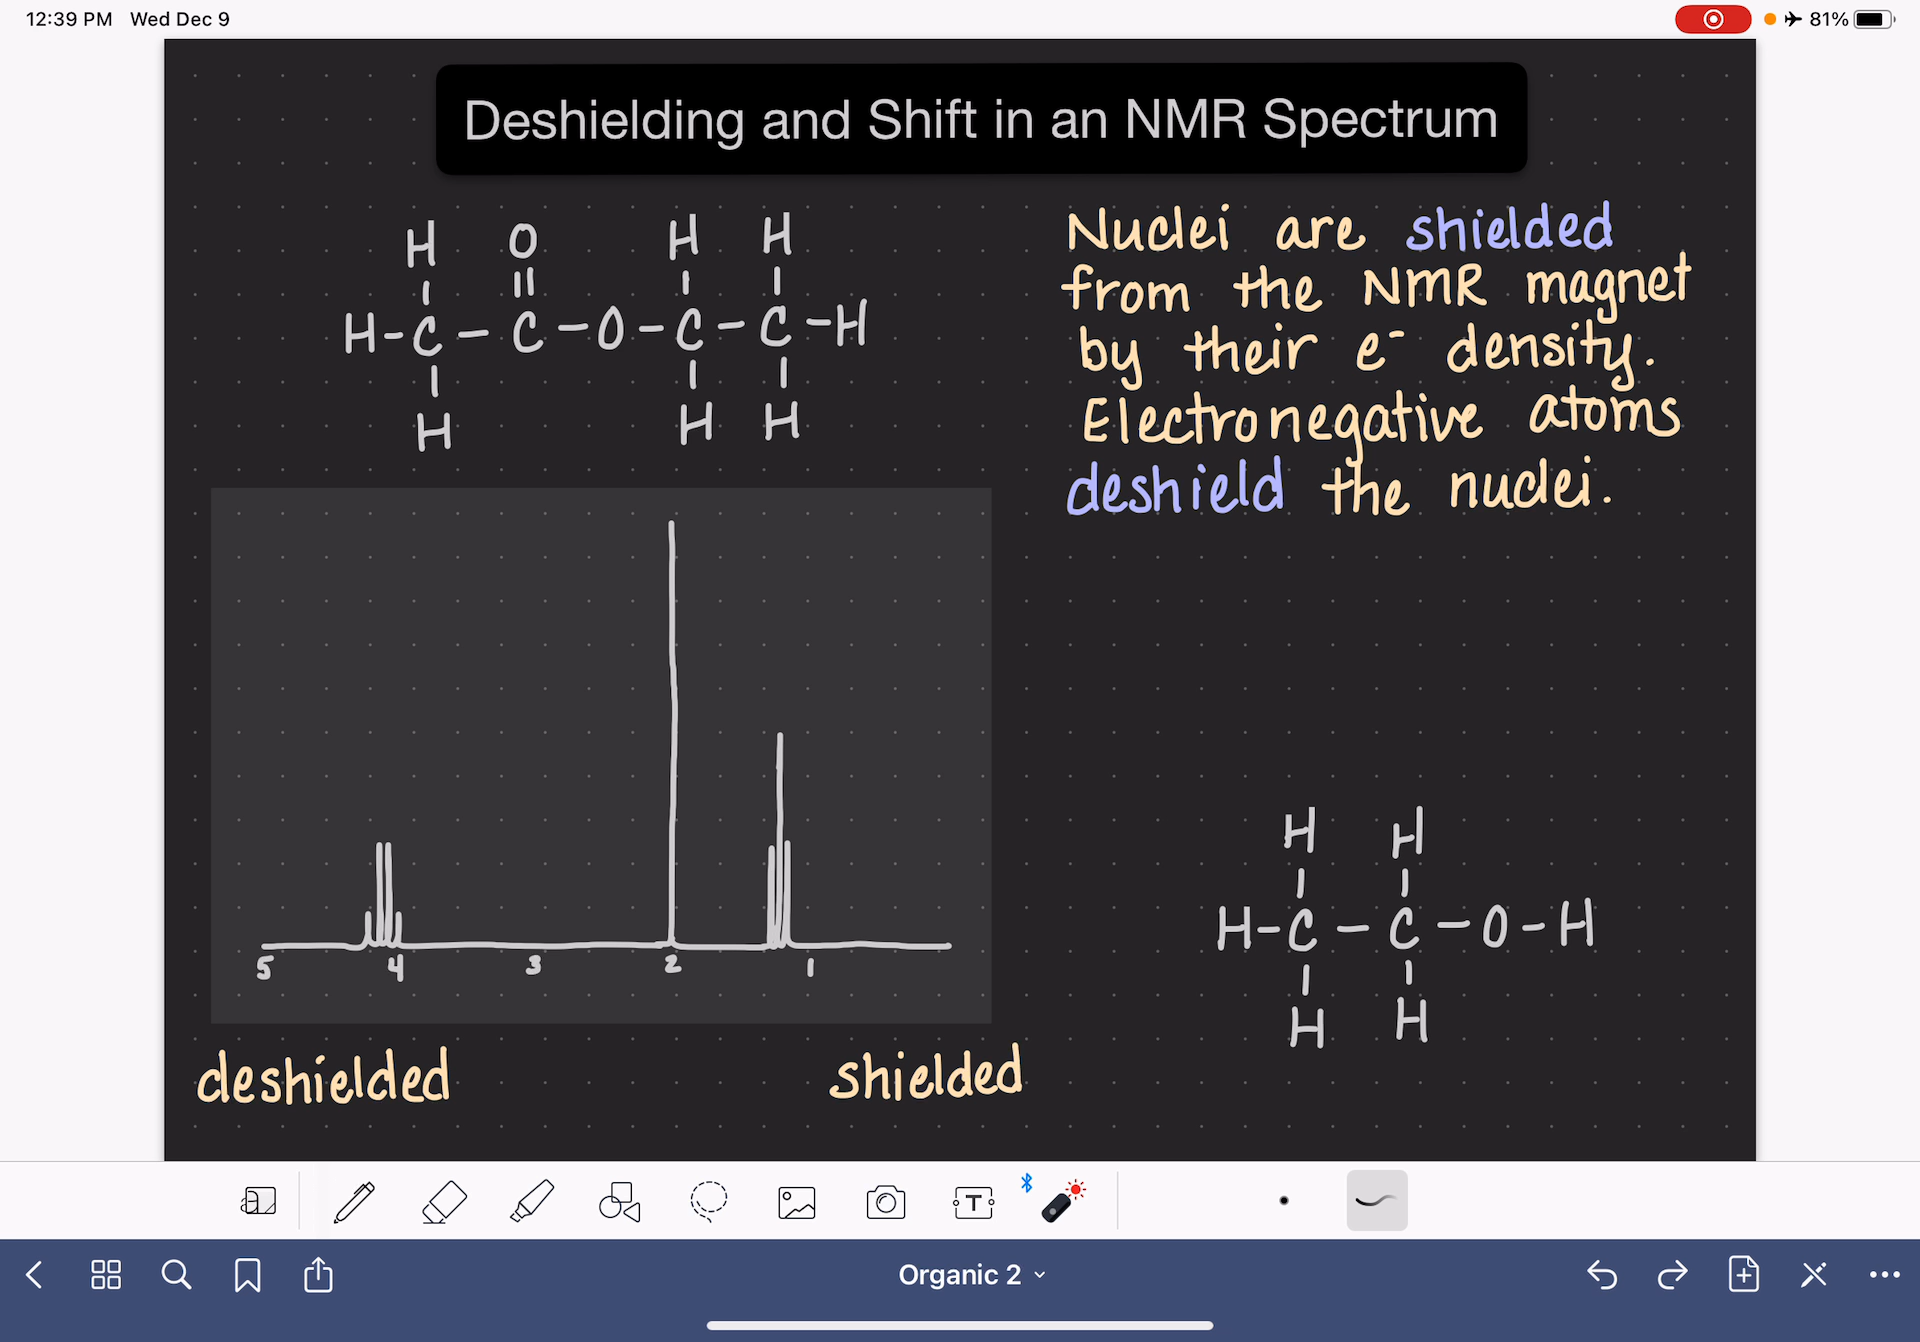 12:39 PM Wed Dec 9
81%
Deshielding and Shift in an NMR Spectrum
H O H H
H-C-C-O-C-C-H
H H H
Nuclei are shielded
from the NMR magnet
by their e⁻ density.
Electronegative atoms
deshield the nuclei.
5 4 3 2 1
deshielded shielded
H H
H-C-C-O-H
H H
T
Organic 2